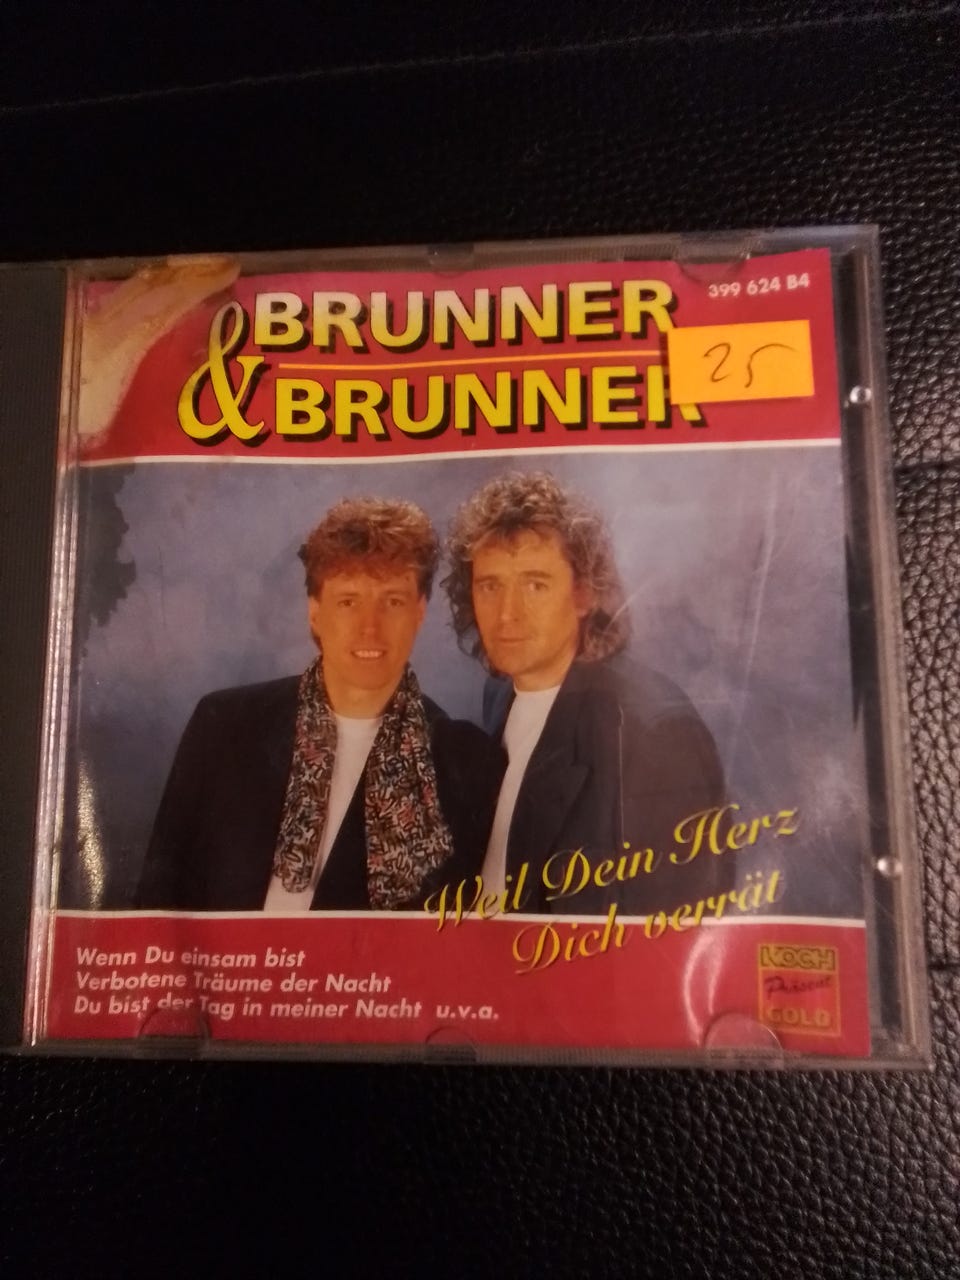 399 624 B4
BRUNNER
& BRUNNER
25
Weil Dein Herz
Dich verrät
Wenn Du einsam bist
Verbotene Träume der Nacht
Du bist der Tag in meiner Nacht u.v.a.
KOCH
Präsent
GOLD